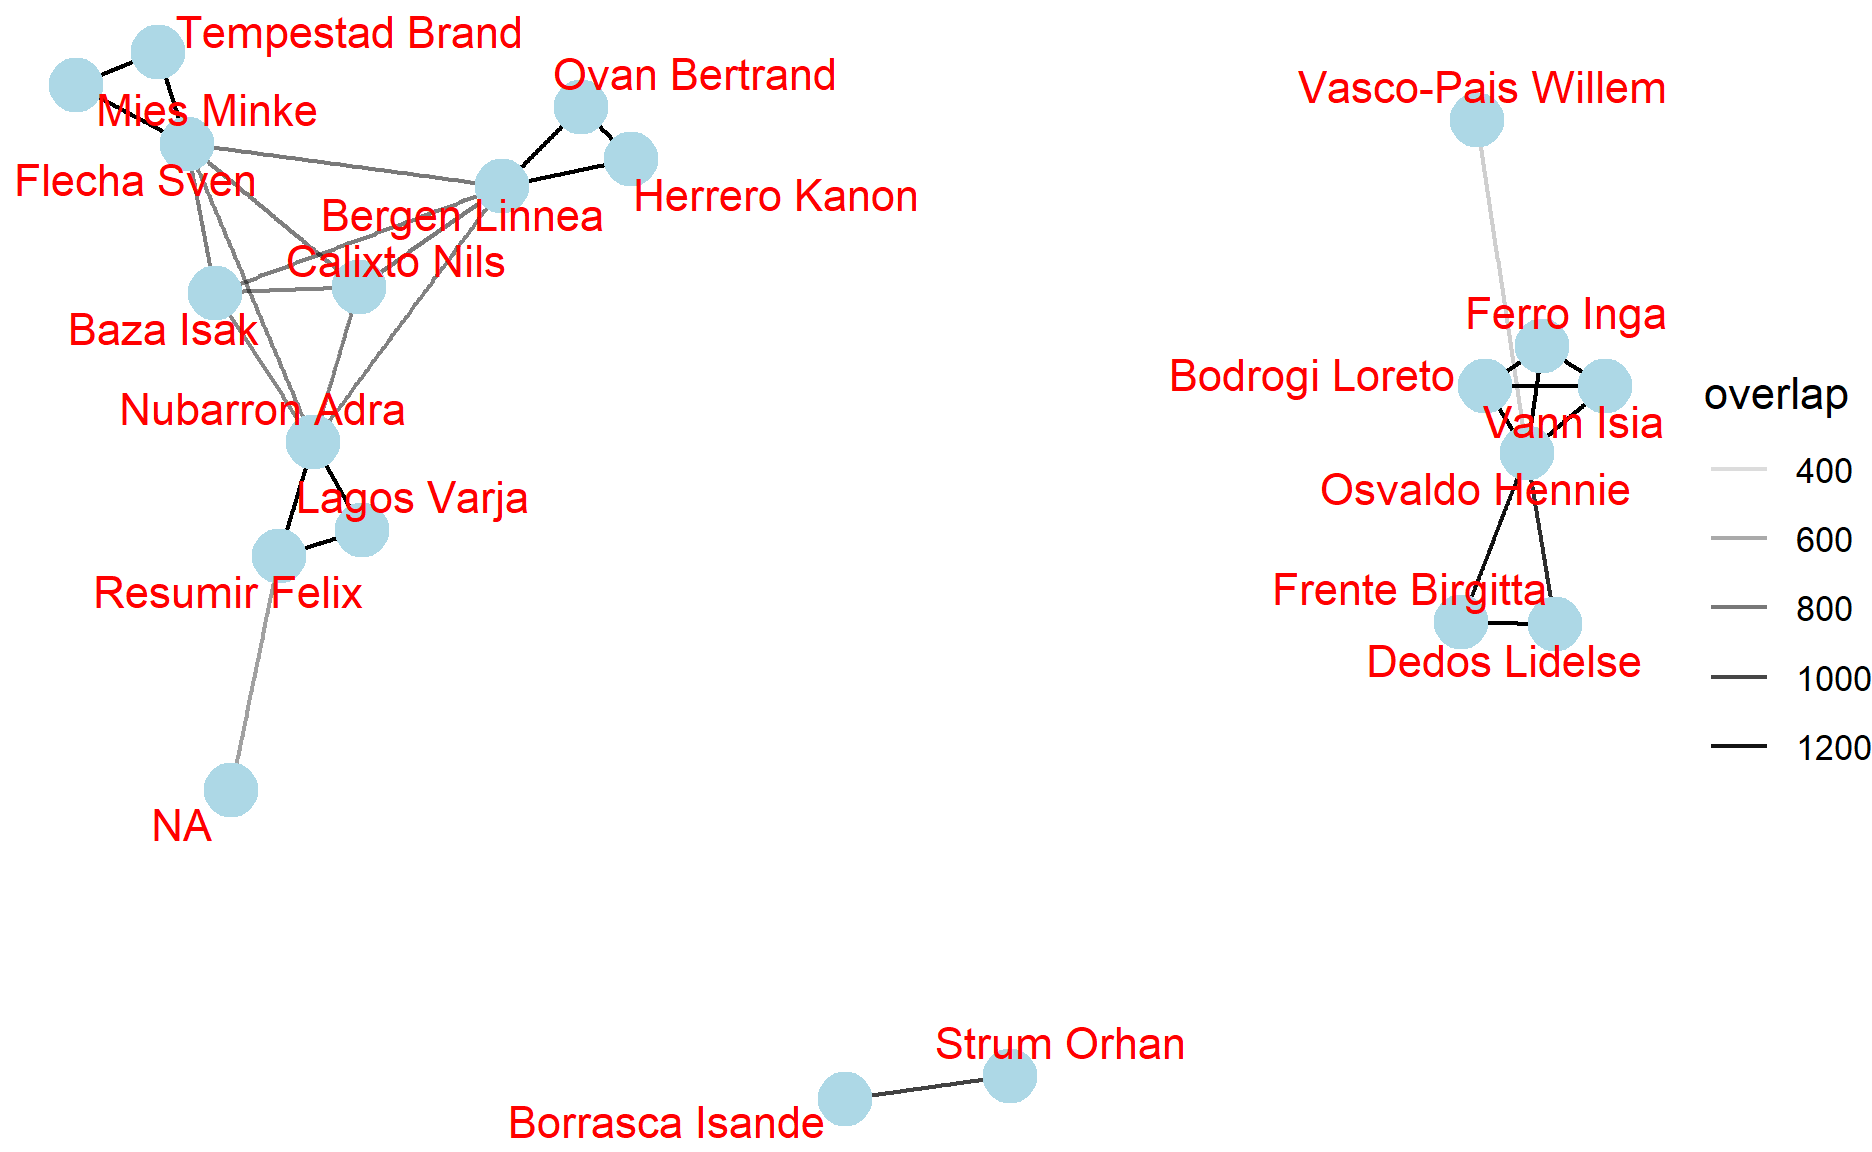 Tempestad Brand
Mies Minke
Flecha Sven
Ovan Bertrand
Herrero Kanon
Bergen Linnea
Calixto Nils
Baza Isak
Nubarron Adra
Lagos Varja
Resumir Felix
NA
Vasco-Pais Willem
Ferro Inga
Bodrogi Loreto
Vann Isia
Osvaldo Hennie
Frente Birgitta
Dedos Lidelse
Strum Orhan
Borrasca Isande
overlap
400
600
800
1000
1200